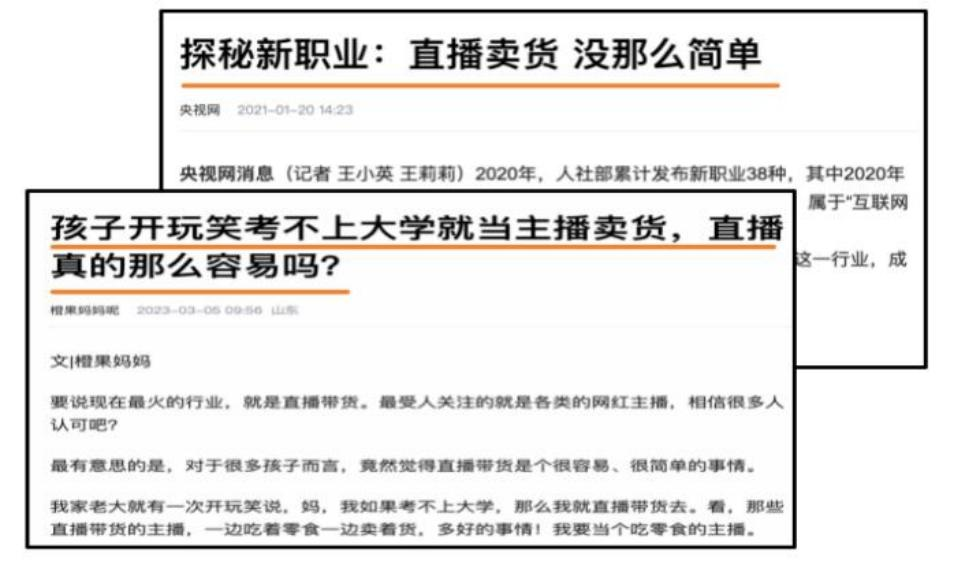 探秘新职业：直播卖货 没那么简单
央视网 2021-01-20 14:23
央视网消息（记者 王小英 王莉莉）2020年，人社部累计发布新职业38种，其中2020年
属于“互联网
这一行业，成
孩子开玩笑考不上大学就当主播卖货，直播
真的那么容易吗?
橙果妈妈呢 2023-03-05 09:56 山东
文|橙果妈妈
要说现在最火的行业，就是直播带货。最受人关注的就是各类的网红主播，相信很多人
认可吧?
最有意思的是，对于很多孩子而言，竟然觉得直播带货是个很容易、很简单的事情。
我家老大就有一次开玩笑说，妈，我如果考不上大学，那么我就直播带货去。看，那些
直播带货的主播，一边吃着零食一边卖着货，多好的事情！我要当个吃零食的主播。